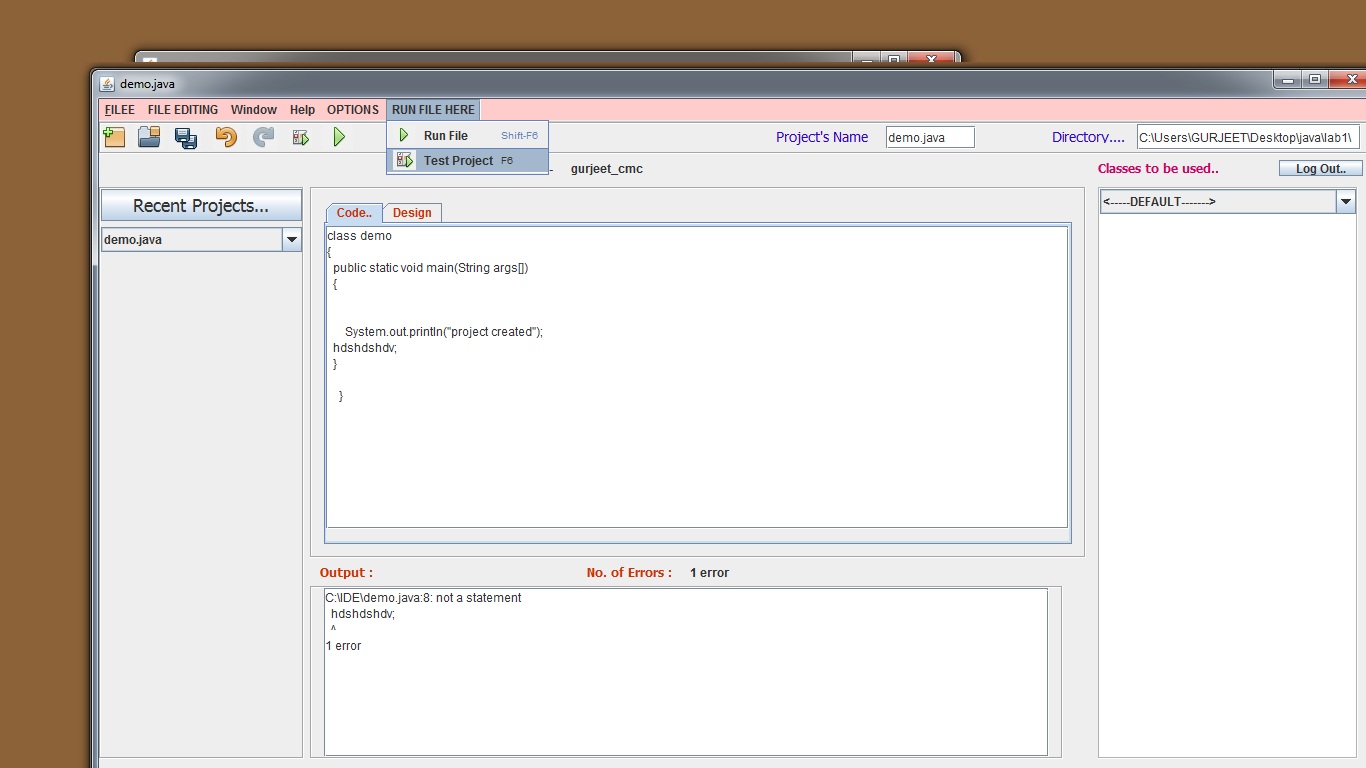 demo.java
FILEE FILE EDITING Window Help OPTIONS RUN FILE HERE
Run File Shift-F6
Test Project F6
Project's Name demo.java Directory.... C:\Users\GURJEET\Desktop\java\lab1\
- gurjeet_cmc
Classes to be used.. Log Out..
Recent Projects...
demo.java
<-----DEFAULT------->
Code.. Design
class demo
{
public static void main(String args[])
{
System.out.println("project created");
hdshdshdv;
}
}
Output : No. of Errors : 1 error
C:\IDE\demo.java:8: not a statement
hdshdshdv;
^
1 error